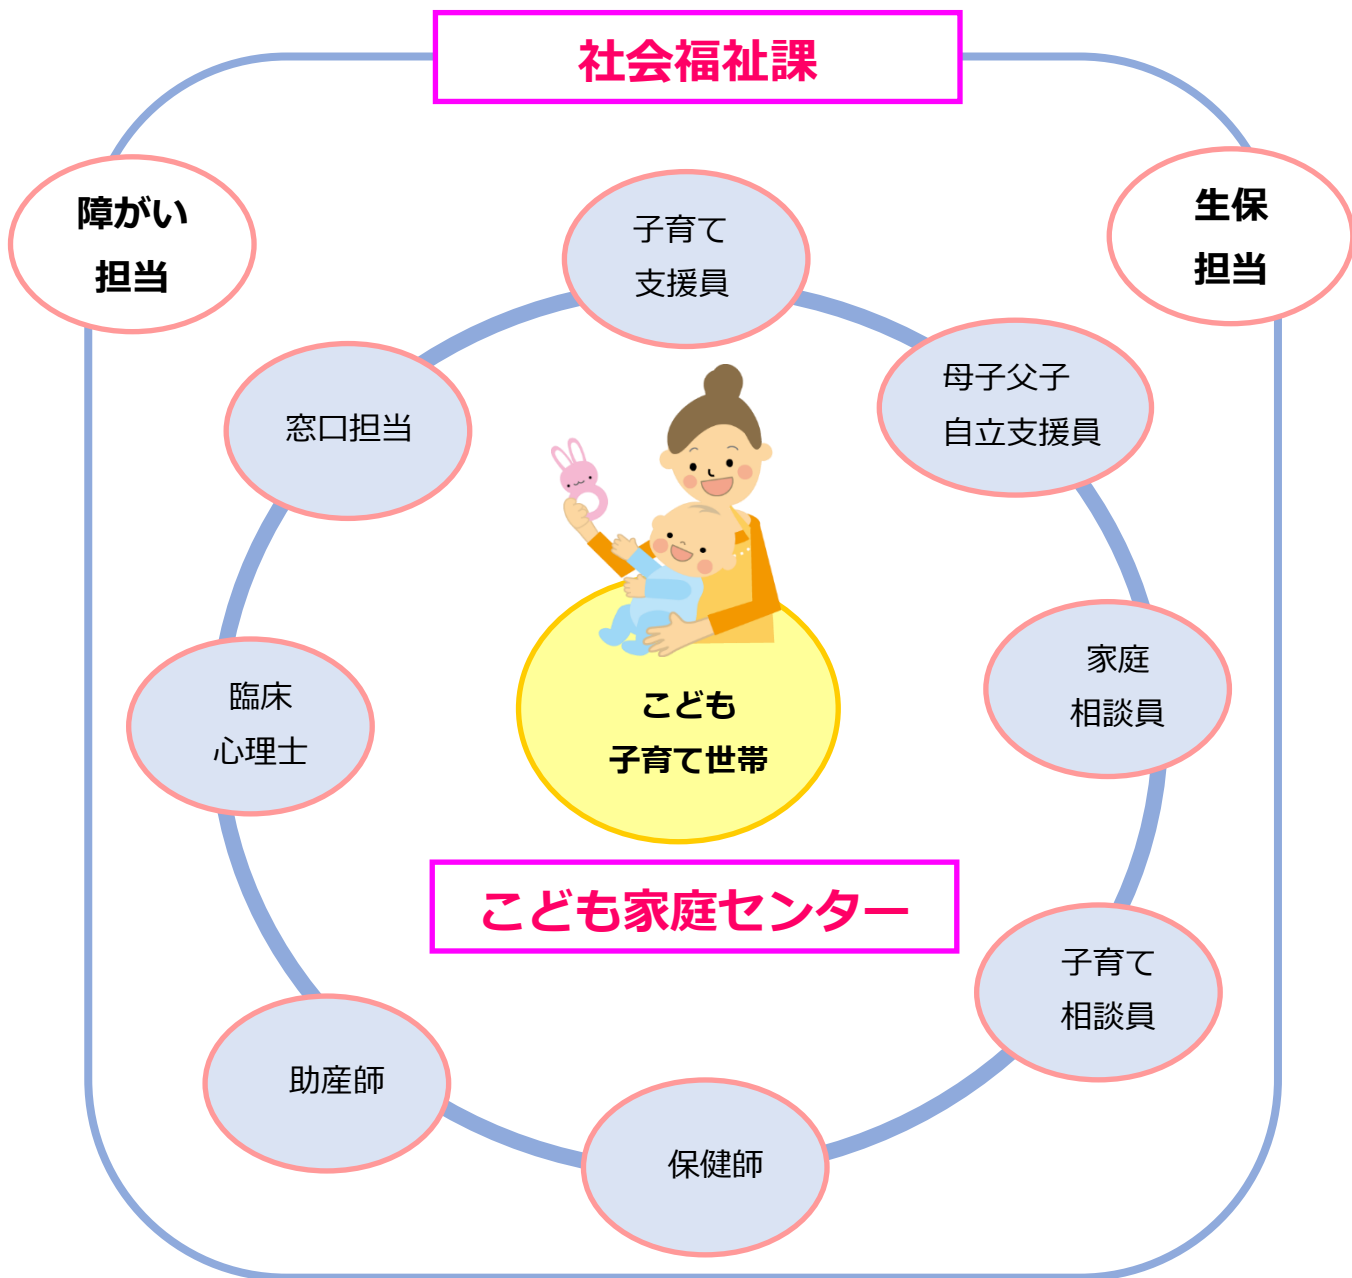 社会福祉課
障がい
担当
生保
担当
子育て
支援員
母子父子
自立支援員
窓口担当
家庭
相談員
臨床
心理士
こども
子育て世帯
こども家庭センター
子育て
相談員
助産師
保健師